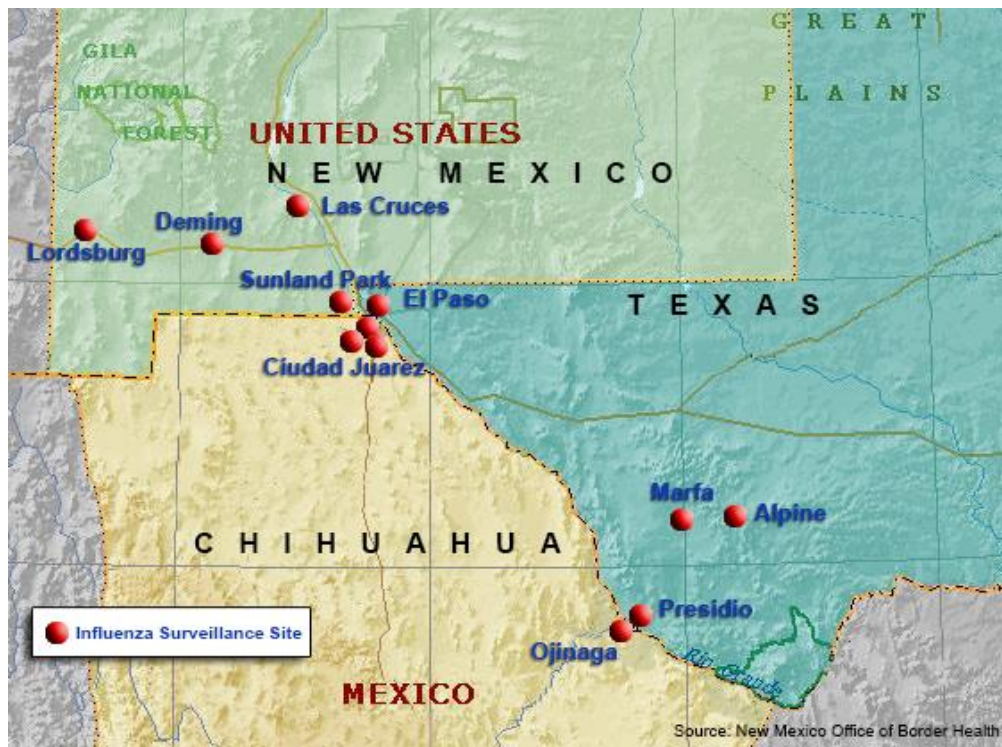 GREAT
PLAINS
GILA
NATIONAL
FOREST
UNITED STATES
NEW MEXICO
Las Cruces
Deming
Lordsburg
Sunland Park
El Paso
TEXAS
Ciudad Juarez
Marfa
Alpine
CHIHUAHUA
Presidio
Ojinaga
Rio Grande
Influenza Surveillance Site
MEXICO
Source: New Mexico Office of Border Health